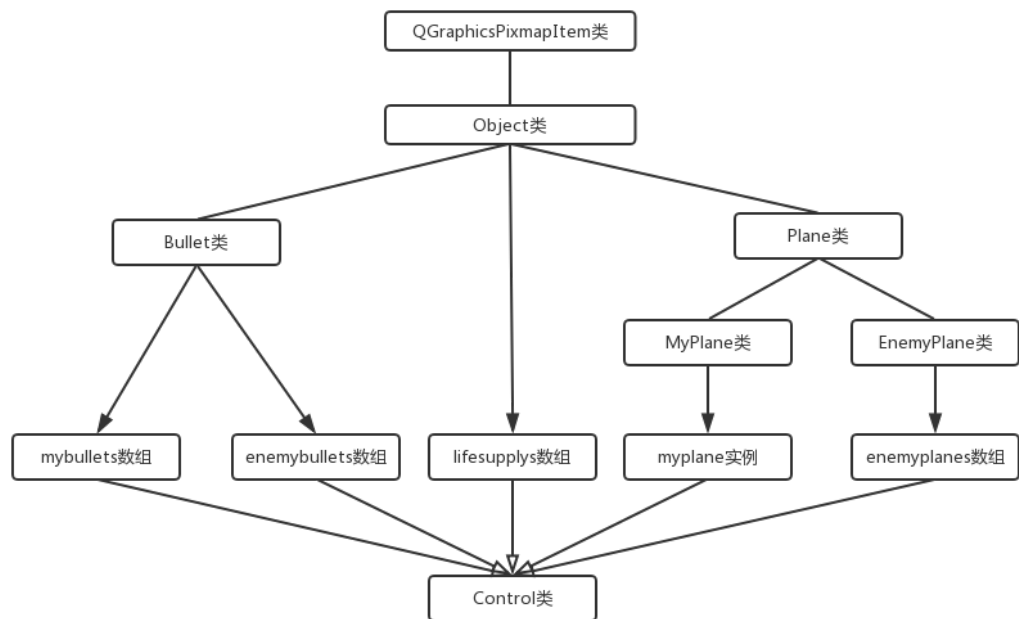 QGraphicsPixmapItem类
Object类
Bullet类
Plane类
MyPlane类
EnemyPlane类
mybullets数组
enemybullets数组
lifesupplys数组
myplane实例
enemyplanes数组
Control类